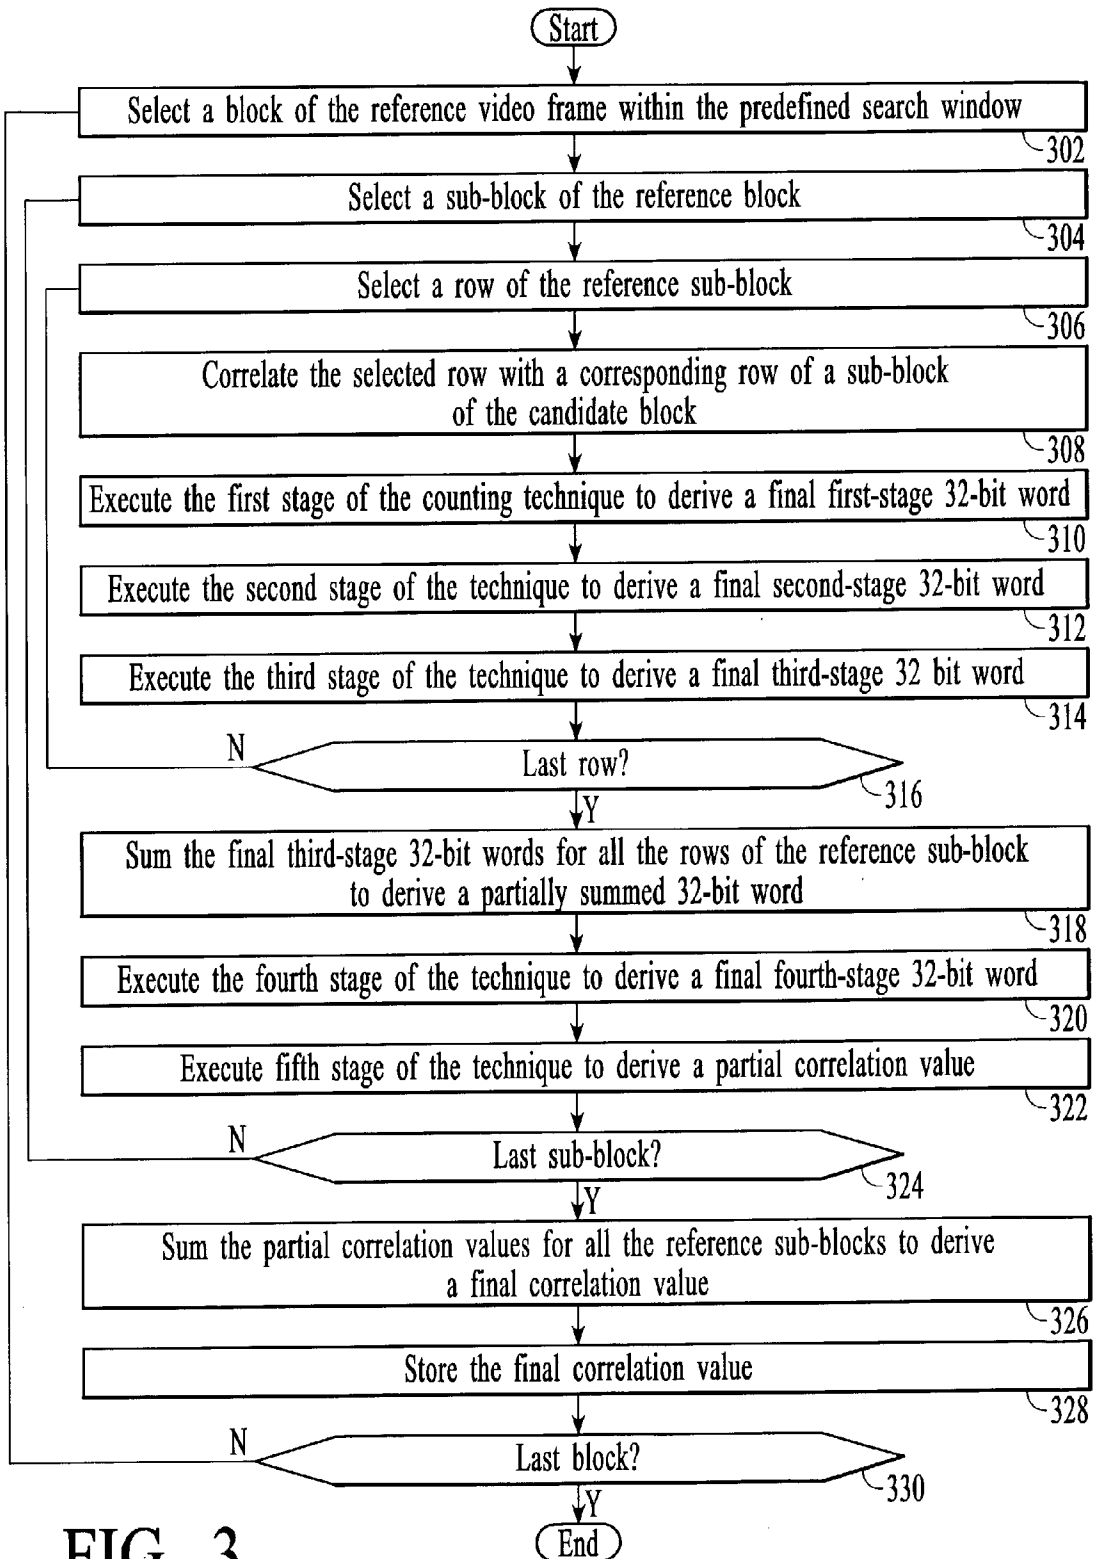 Start
Select a block of the reference video frame within the predefined search window
302
Select a sub-block of the reference block
304
Select a row of the reference sub-block
306
Correlate the selected row with a corresponding row of a sub-block
of the candidate block
308
Execute the first stage of the counting technique to derive a final first-stage 32-bit word
310
Execute the second stage of the technique to derive a final second-stage 32-bit word
312
Execute the third stage of the technique to derive a final third-stage 32 bit word
314
N
Last row?
316
Y
Sum the final third-stage 32-bit words for all the rows of the reference sub-block
to derive a partially summed 32-bit word
318
Execute the fourth stage of the technique to derive a final fourth-stage 32-bit word
320
Execute fifth stage of the technique to derive a partial correlation value
322
N
Last sub-block?
324
Y
Sum the partial correlation values for all the reference sub-blocks to derive
a final correlation value
326
Store the final correlation value
328
N
Last block?
330
Y
End
FIG. 3